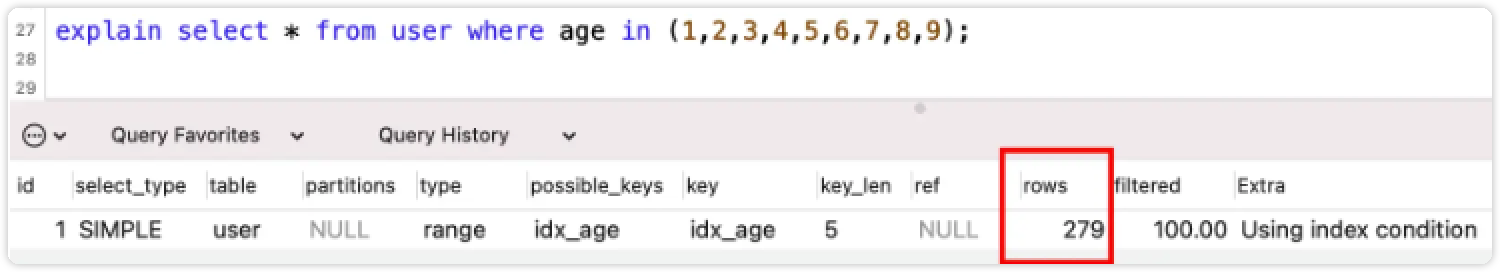 27 explain select * from user where age in (1,2,3,4,5,6,7,8,9);
28
29
Query Favorites Query History
id select_type table partitions type possible_keys key key_len ref rows filtered Extra
1 SIMPLE user NULL range idx_age idx_age 5 NULL 279 100.00 Using index condition